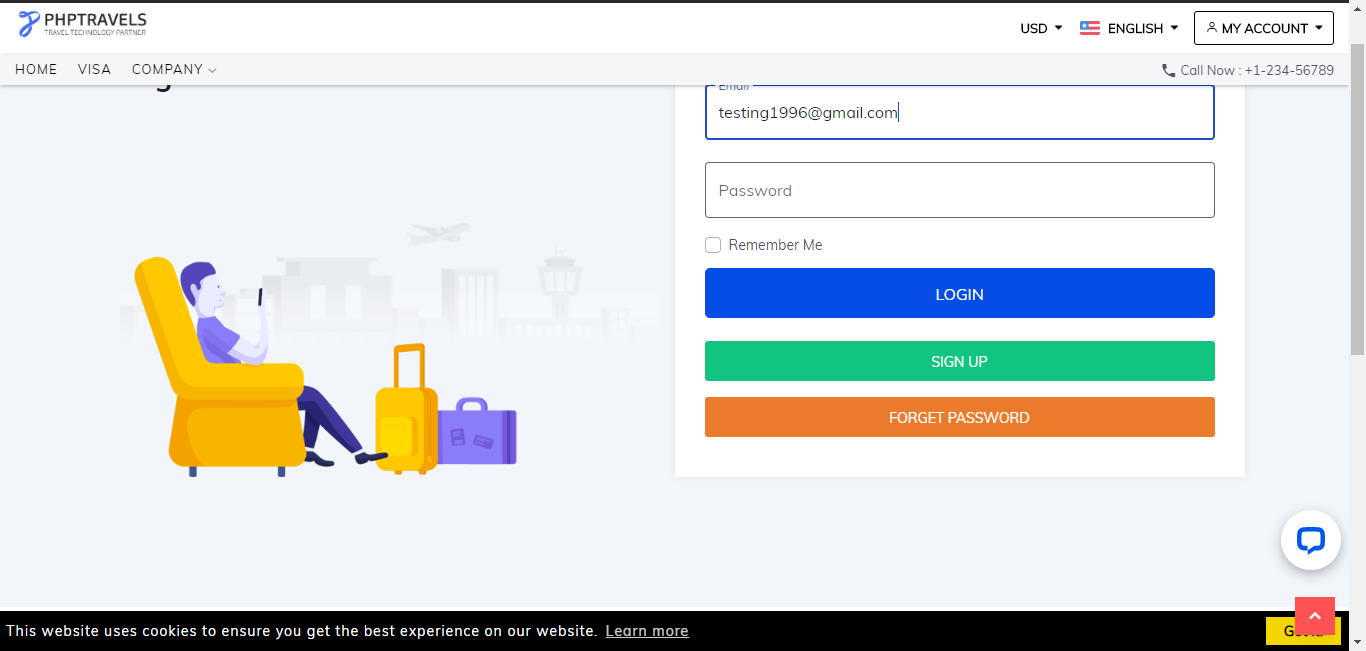 PHPTRAVELS
TRAVEL TECHNOLOGY PARTNER
USD
ENGLISH
MY ACCOUNT
HOME VISA COMPANY
Call Now : +1-234-56789
Email
testing1996@gmail.com
Password
Remember Me
LOGIN
SIGN UP
FORGET PASSWORD
This website uses cookies to ensure you get the best experience on our website. Learn more